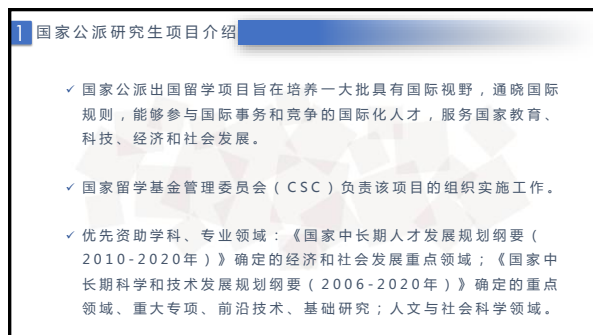 1 国家公派研究生项目介绍
✓ 国家公派出国留学项目旨在培养一大批具有国际视野，通晓国际
规则，能够参与国际事务和竞争的国际化人才，服务国家教育、
科技、经济和社会发展。
✓ 国家留学基金管理委员会（CSC）负责该项目的组织实施工作。
✓ 优先资助学科、专业领域：《国家中长期人才发展规划纲要（
2010-2020年）》确定的经济和社会发展重点领域；《国家中
长期科学和技术发展规划纲要（2006-2020年）》确定的重点
领域、重大专项、前沿技术、基础研究；人文与社会科学领域。